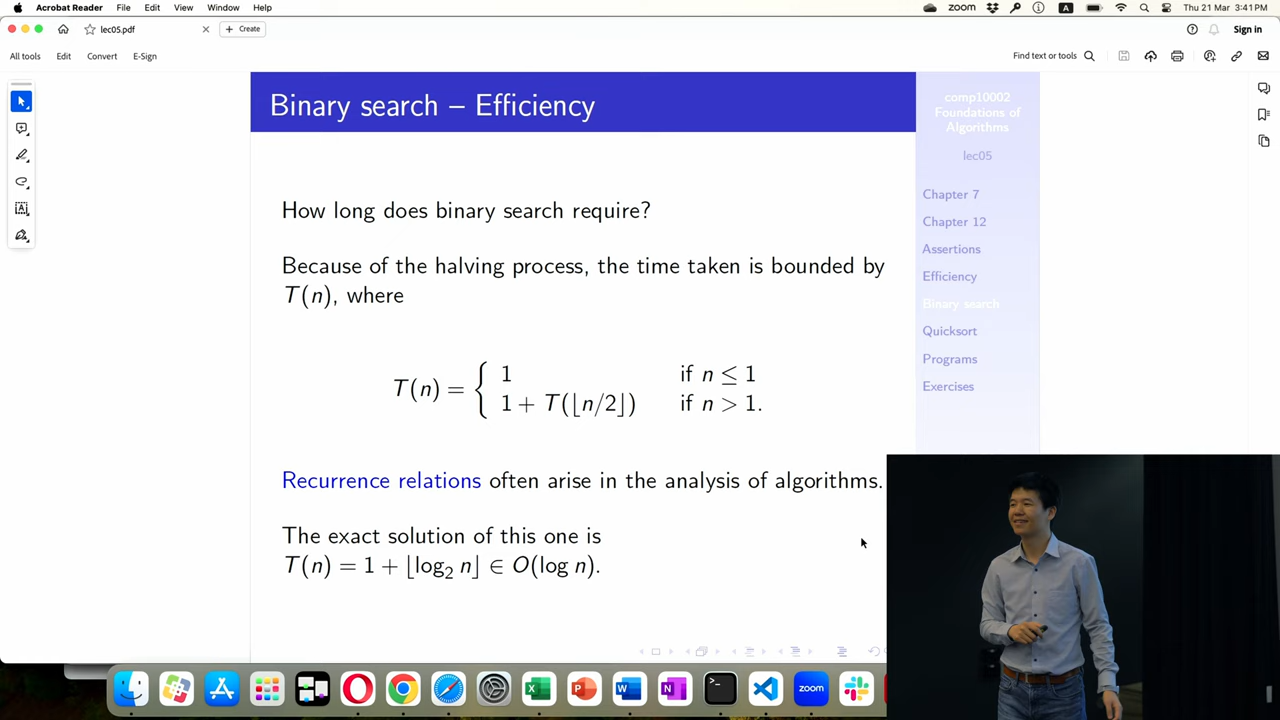 Acrobat Reader File Edit View Window Help zoom A Thu 21 Mar 3:41 PM
lec05.pdf × + Create Sign in
All tools Edit Convert E-Sign Find text or tools
Binary search – Efficiency
How long does binary search require?
Because of the halving process, the time taken is bounded by
T(n), where
T(n) = { 1 if n ≤ 1
1 + T(⌊n/2⌋) if n > 1.
Recurrence relations often arise in the analysis of algorithms.
The exact solution of this one is
T(n) = 1 + ⌊log₂ n⌋ ∈ O(log n).
comp10002
Foundations of
Algorithms
lec05
Chapter 7
Chapter 12
Assertions
Efficiency
Binary search
Quicksort
Programs
Exercises
X P W N >_ zoom